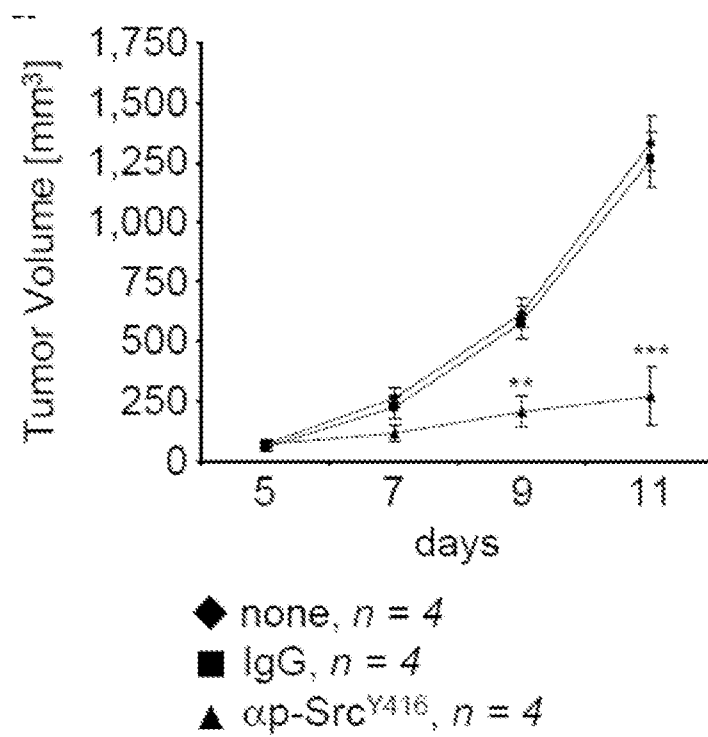 1,750
1,500
1,250
1,000
750
500
250
0
Tumor Volume [mm³]
**
***
5 7 9 11
days
◆ none, n = 4
■ IgG, n = 4
▲ αp-Src^Y416, n = 4